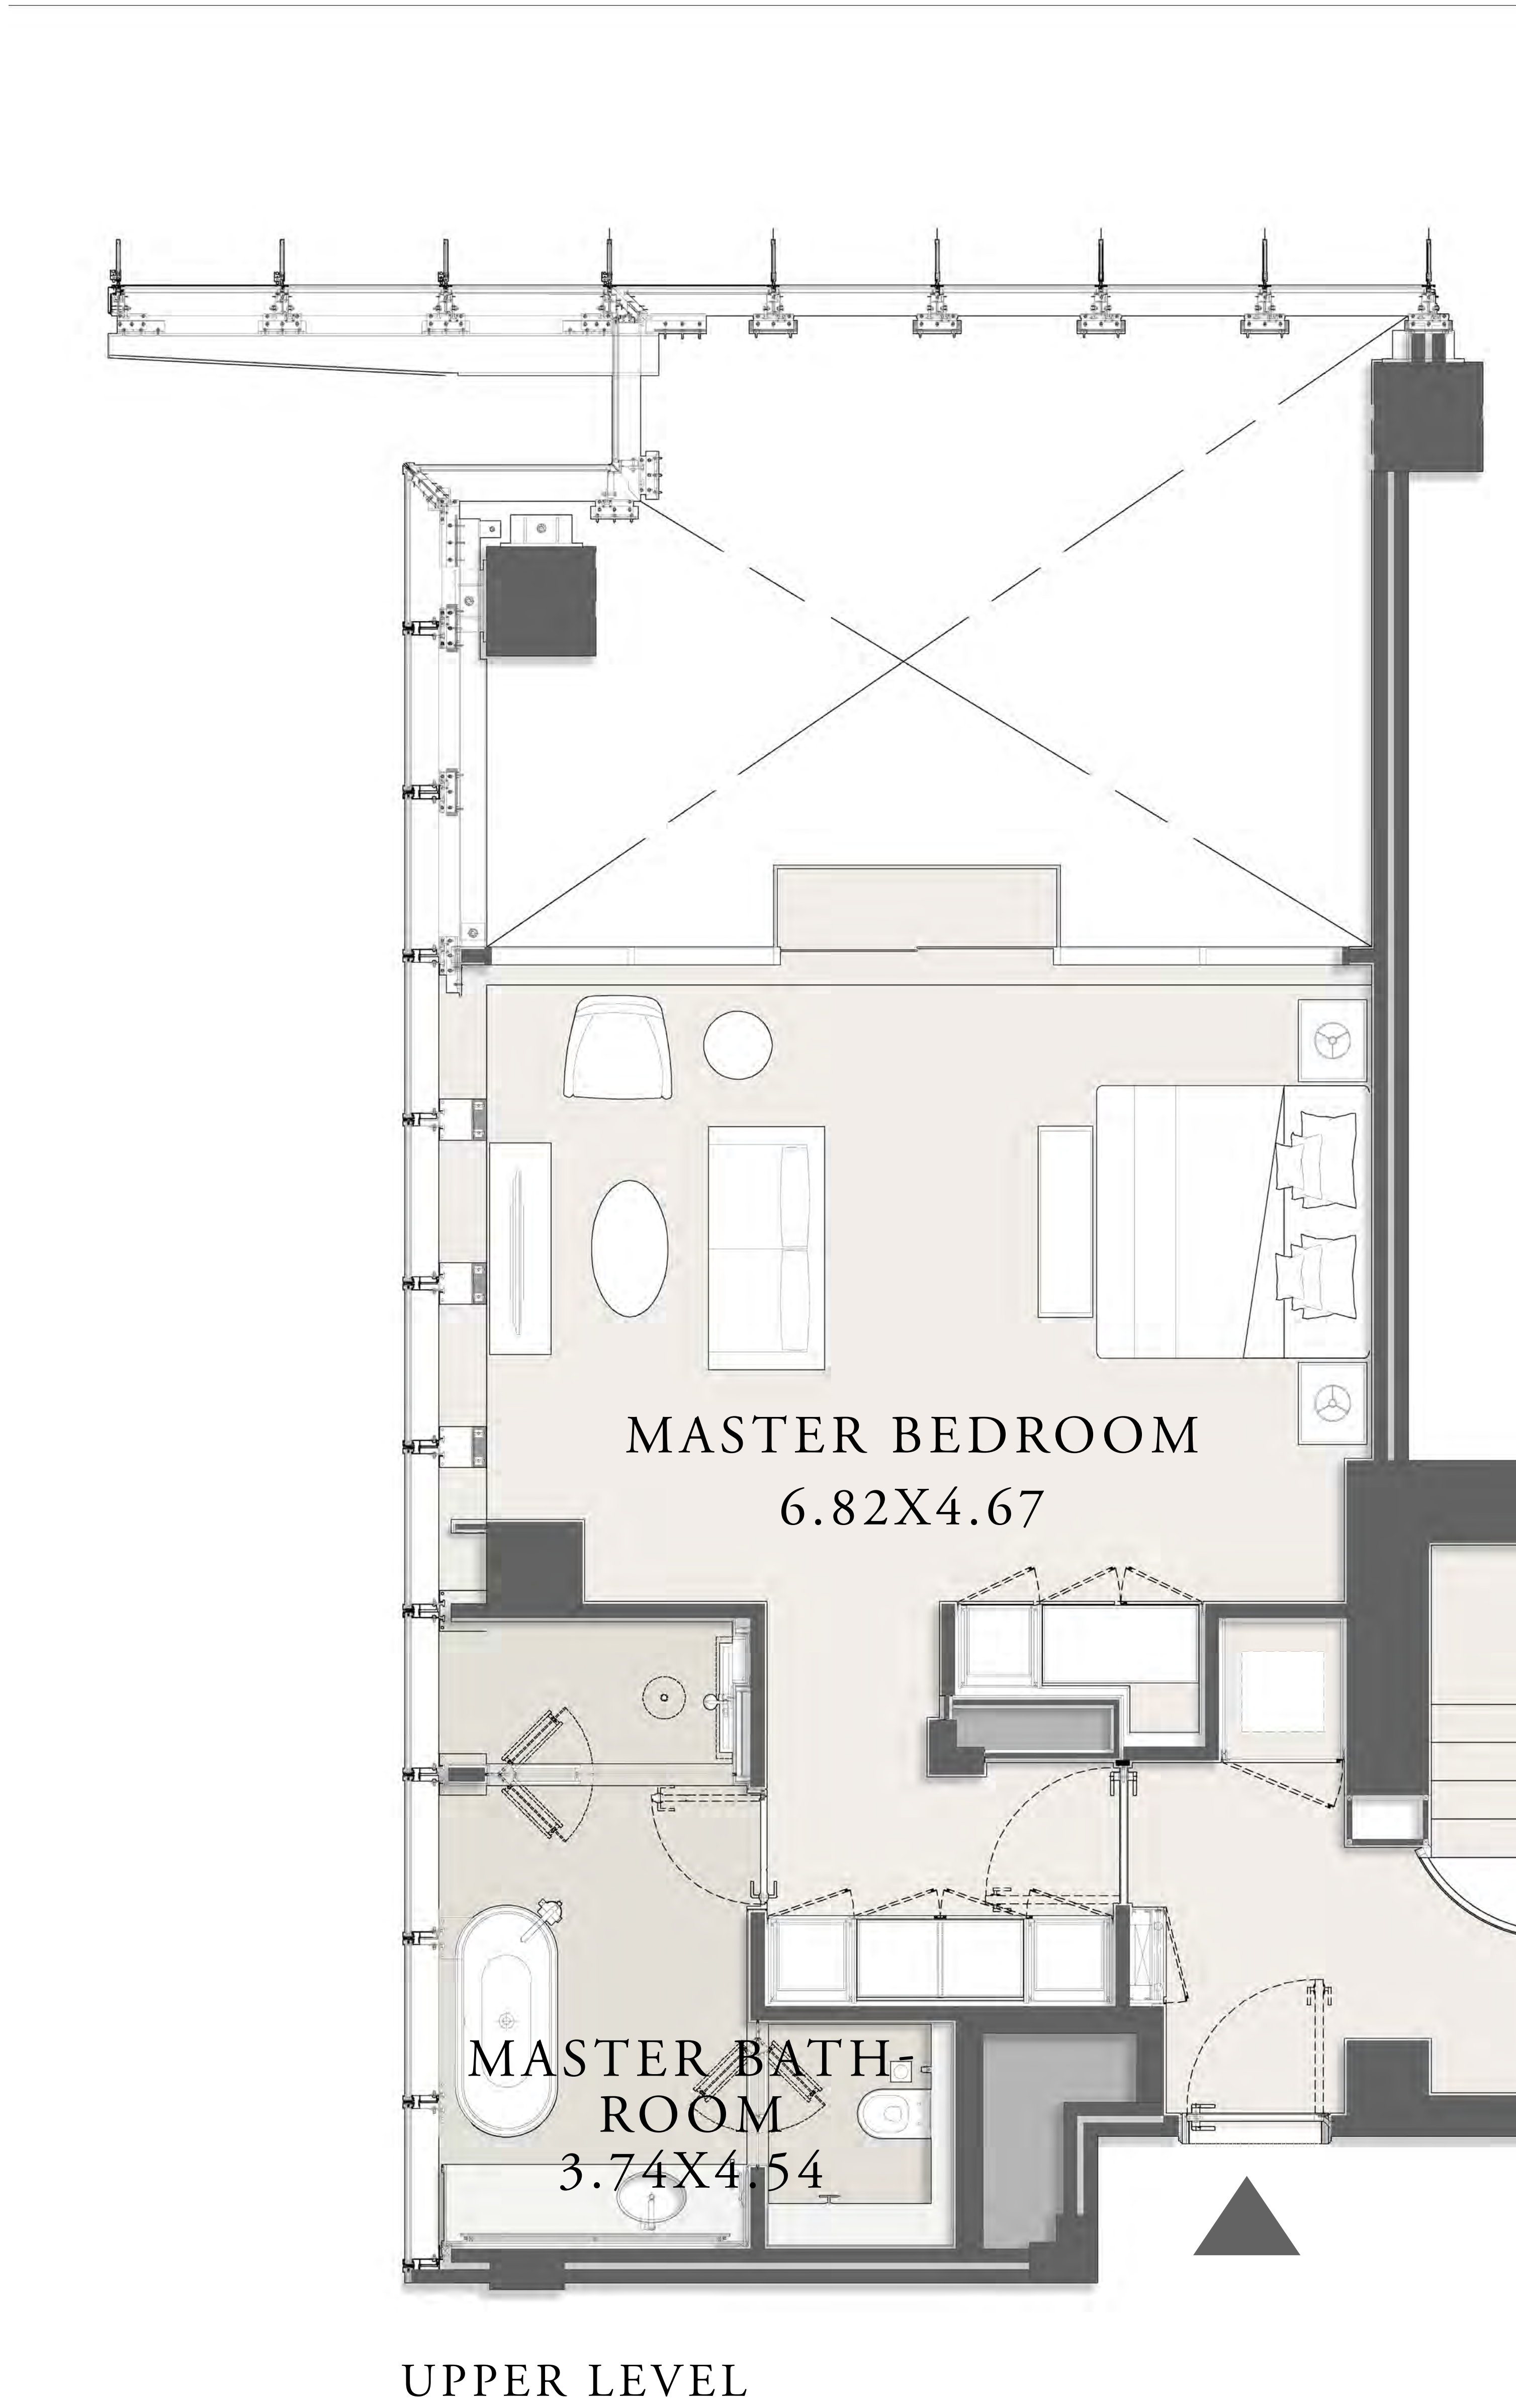 MASTER BEDROOM
6.82X4.67
MASTER BATH-
ROOM
3.74X4.54
UPPER LEVEL